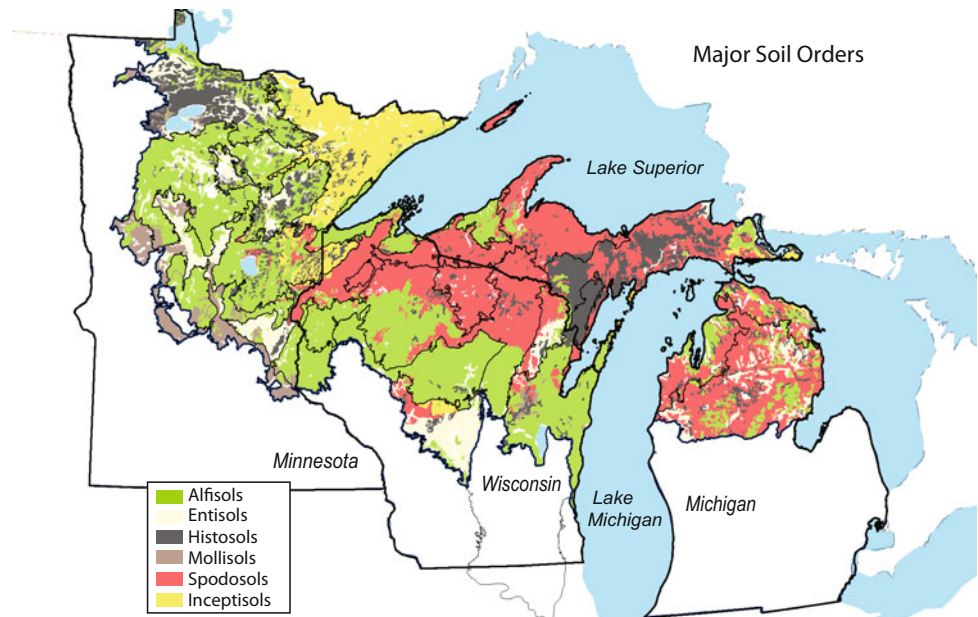 Major Soil Orders
Lake Superior
Minnesota
Wisconsin
Lake
Michigan
Michigan
Alfisols
Entisols
Histosols
Mollisols
Spodosols
Inceptisols